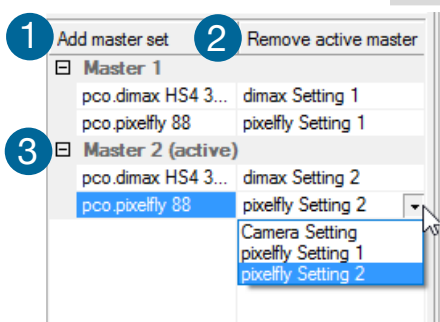 1 Add master set 2 Remove active master
Master 1
pco.dimax HS4 3... dimax Setting 1
pco.pixelfly 88 pixelfly Setting 1
3 Master 2 (active)
pco.dimax HS4 3... dimax Setting 2
pco.pixelfly 88 pixelfly Setting 2
Camera Setting
pixelfly Setting 1
pixelfly Setting 2